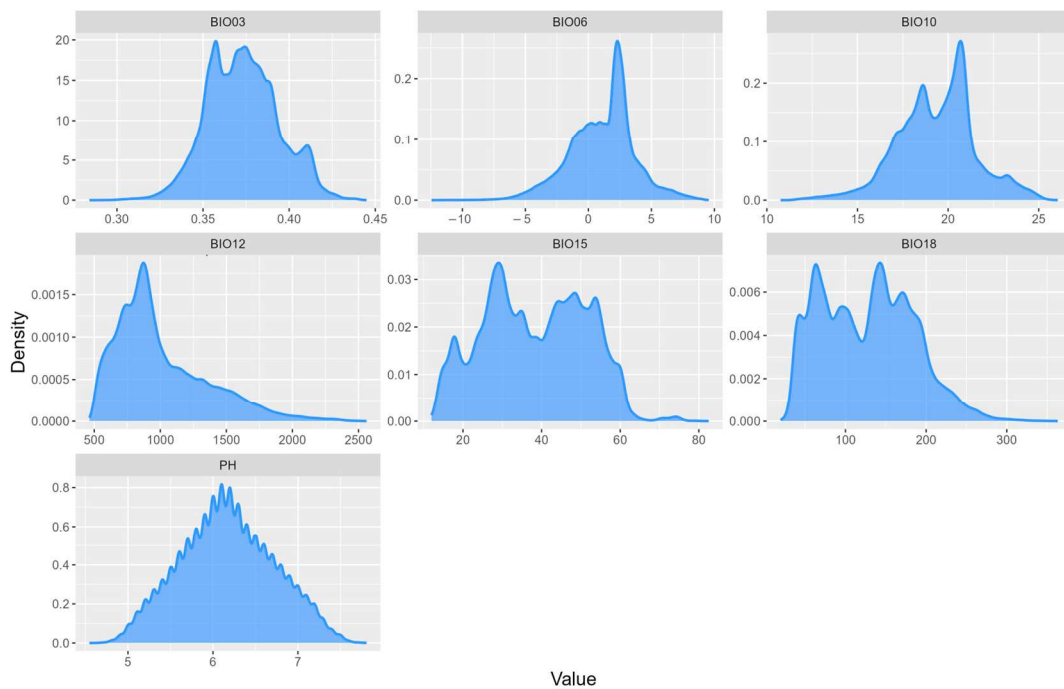 BIO03 BIO06 BIO10
20
15
10
5
0
0.30 0.35 0.40 0.45
0.2
0.1
0.0
−10 −5 0 5 10
0.2
0.1
0.0
10 15 20 25
BIO12 BIO15 BIO18
0.0015
0.0010
0.0005
0.0000
500 1000 1500 2000 2500
0.03
0.02
0.01
0.00
20 40 60 80
0.006
0.004
0.002
0.000
100 200 300
Density
PH
0.8
0.6
0.4
0.2
0.0
5 6 7
Value